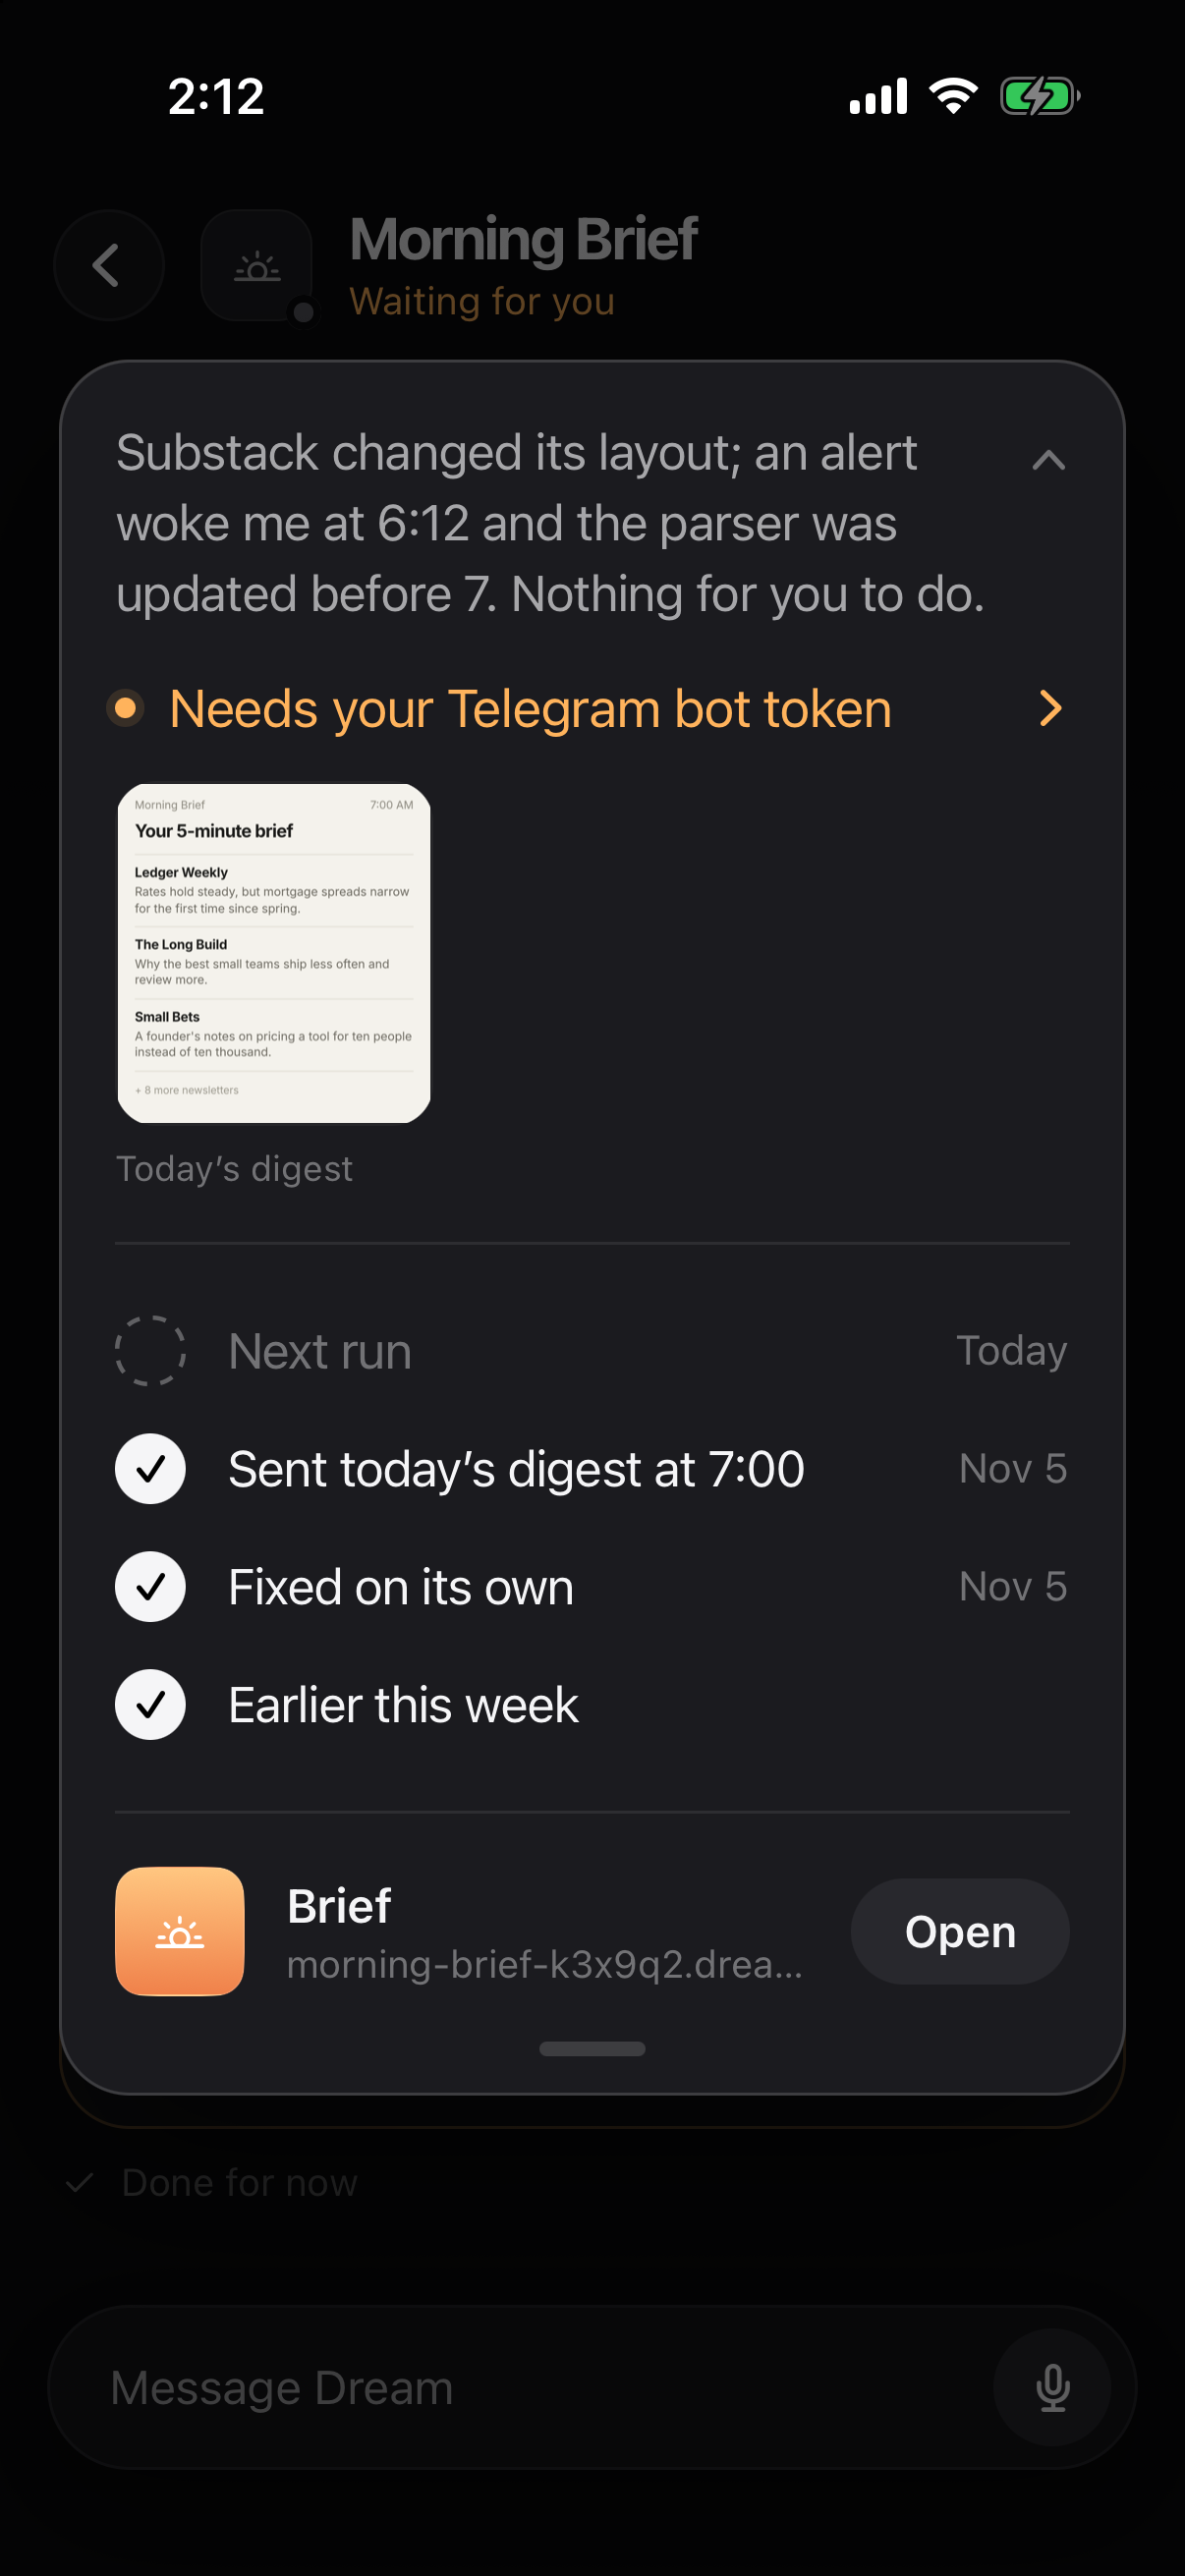 2:12
Morning Brief
Waiting for you
Substack changed its layout; an alert
woke me at 6:12 and the parser was
updated before 7. Nothing for you to do.
Needs your Telegram bot token
Morning Brief 7:00 AM
Your 5-minute brief
Ledger Weekly
Rates hold steady, but mortgage spreads narrow
for the first time since spring.
The Long Build
Why the best small teams ship less often and
review more.
Small Bets
A founder's notes on pricing a tool for ten people
instead of ten thousand.
+ 8 more newsletters
Today’s digest
Next run Today
Sent today’s digest at 7:00 Nov 5
Fixed on its own Nov 5
Earlier this week
Brief
morning-brief-k3x9q2.drea...
Open
Done for now
Message Dream